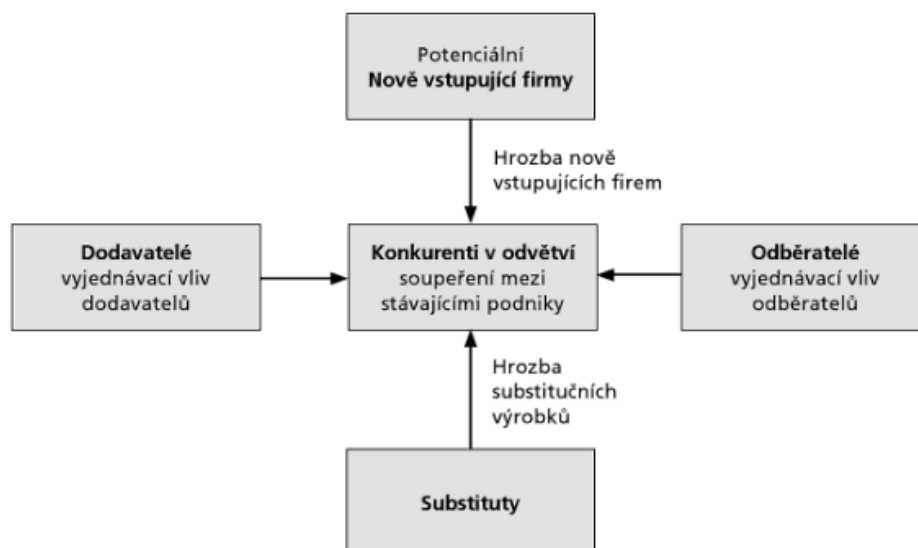 Potenciální
Nově vstupující firmy
Hrozba nově
vstupujících firem
Dodavatelé
vyjednávací vliv
dodavatelů
Konkurenti v odvětví
soupeření mezi
stávajícími podniky
Odběratelé
vyjednávací vliv
odběratelů
Hrozba
substitučních
výrobků
Substituty